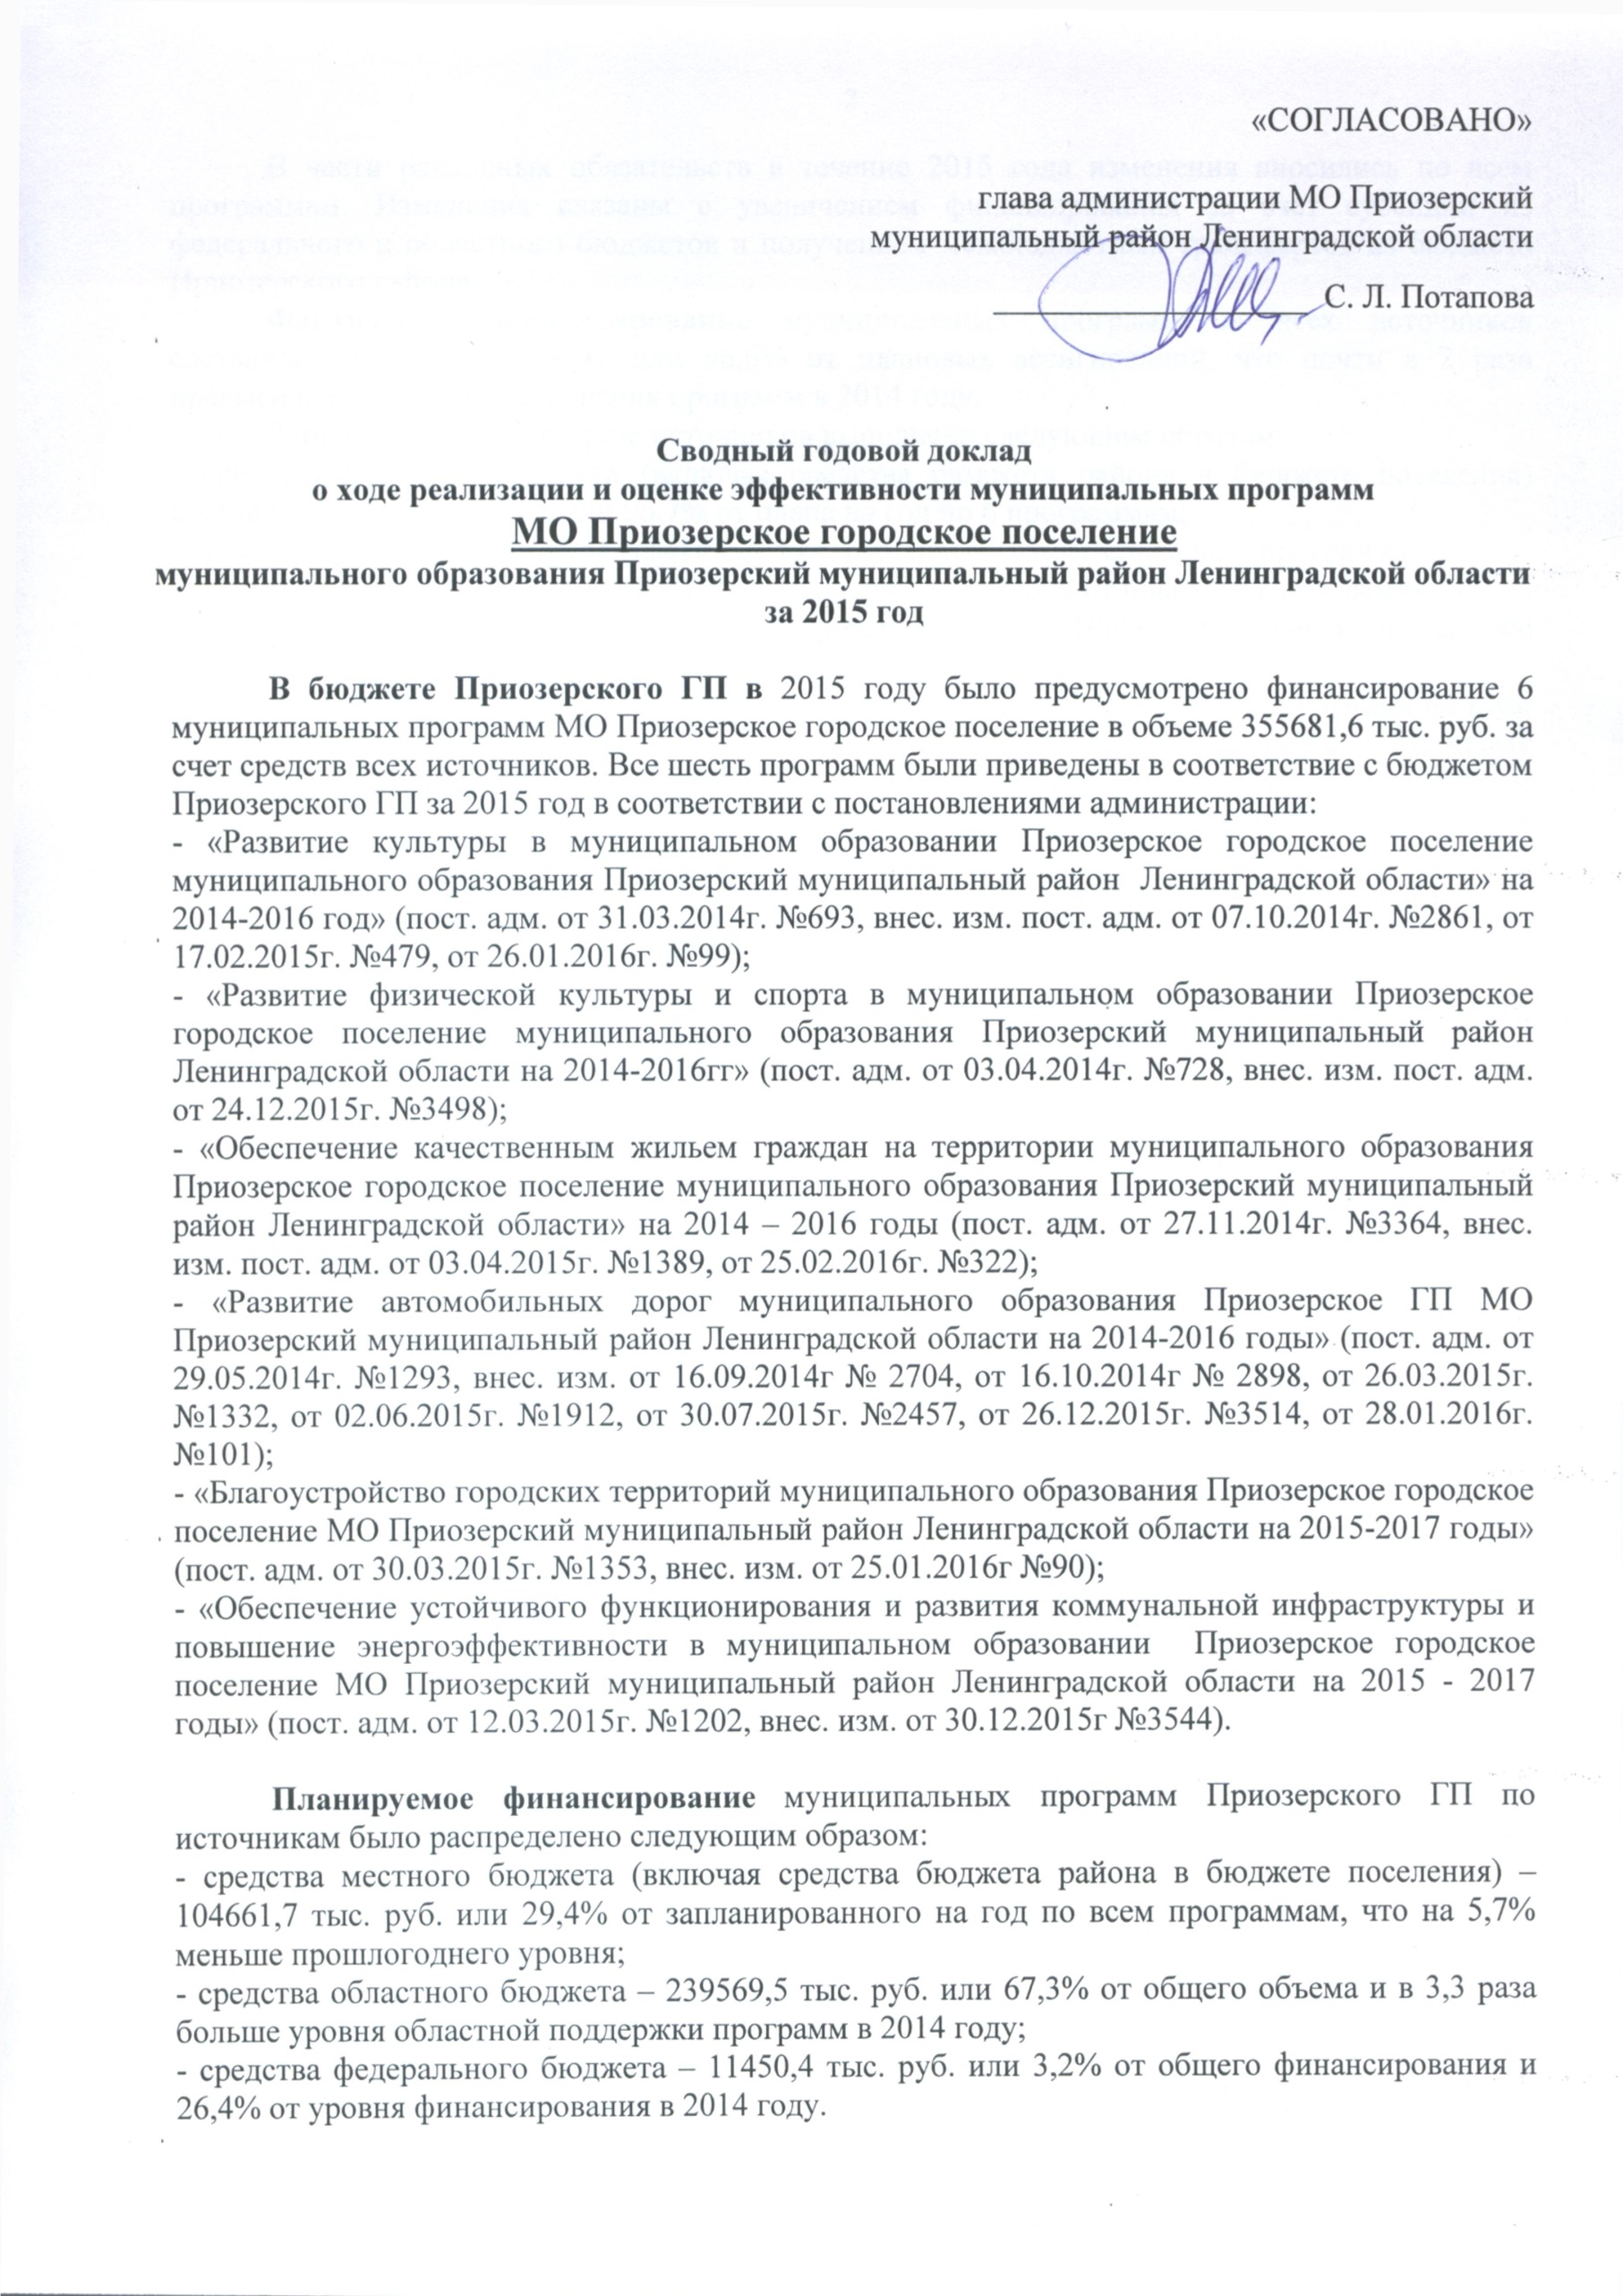 «СОГЛАСОВАНО»
глава администрации МО Приозерский
муниципальный район Ленинградской области
С. Л. Потапова
Сводный годовой доклад
о ходе реализации и оценке эффективности муниципальных программ
МО Приозерское городское поселение
муниципального образования Приозерский муниципальный район Ленинградской области
за 2015 год
В бюджете Приозерского ГП в 2015 году было предусмотрено финансирование 6
муниципальных программ МО Приозерское городское поселение в объеме 355681,6 тыс. руб. за
счет средств всех источников. Все шесть программ были приведены в соответствие с бюджетом
Приозерского ГП за 2015 год в соответствии с постановлениями администрации:
- «Развитие культуры в муниципальном образовании Приозерское городское поселение
муниципального образования Приозерский муниципальный район Ленинградской области» на
2014-2016 год» (пост. адм. от 31.03.2014г. №693, внес. изм. пост. адм. от 07.10.2014г. №2861, от
17.02.2015г. №479, от 26.01.2016г. №99);
- «Развитие физической культуры и спорта в муниципальном образовании Приозерское
городское поселение муниципального образования Приозерский муниципальный район
Ленинградской области на 2014-2016гг» (пост. адм. от 03.04.2014г. №728, внес. изм. пост. адм.
от 24.12.2015г. №3498);
- «Обеспечение качественным жильем граждан на территории муниципального образования
Приозерское городское поселение муниципального образования Приозерский муниципальный
район Ленинградской области» на 2014 – 2016 годы (пост. адм. от 27.11.2014г. №3364, внес.
изм. пост. адм. от 03.04.2015г. №1389, от 25.02.2016г. №322);
- «Развитие автомобильных дорог муниципального образования Приозерское ГП МО
Приозерский муниципальный район Ленинградской области на 2014-2016 годы» (пост. адм. от
29.05.2014г. №1293, внес. изм. от 16.09.2014г № 2704, от 16.10.2014г № 2898, от 26.03.2015г.
№1332, от 02.06.2015г. №1912, от 30.07.2015г. №2457, от 26.12.2015г. №3514, от 28.01.2016г.
№101);
- «Благоустройство городских территорий муниципального образования Приозерское городское
поселение МО Приозерский муниципальный район Ленинградской области на 2015-2017 годы»
(пост. адм. от 30.03.2015г. №1353, внес. изм. от 25.01.2016г №90);
- «Обеспечение устойчивого функционирования и развития коммунальной инфраструктуры и
повышение энергоэффективности в муниципальном образовании Приозерское городское
поселение МО Приозерский муниципальный район Ленинградской области на 2015 - 2017
годы» (пост. адм. от 12.03.2015г. №1202, внес. изм. от 30.12.2015г №3544).
Планируемое финансирование муниципальных программ Приозерского ГП по
источникам было распределено следующим образом:
- средства местного бюджета (включая средства бюджета района в бюджете поселения) –
104661,7 тыс. руб. или 29,4% от запланированного на год по всем программам, что на 5,7%
меньше прошлогоднего уровня;
- средства областного бюджета – 239569,5 тыс. руб. или 67,3% от общего объема и в 3,3 раза
больше уровня областной поддержки программ в 2014 году;
- средства федерального бюджета – 11450,4 тыс. руб. или 3,2% от общего финансирования и
26,4% от уровня финансирования в 2014 году.